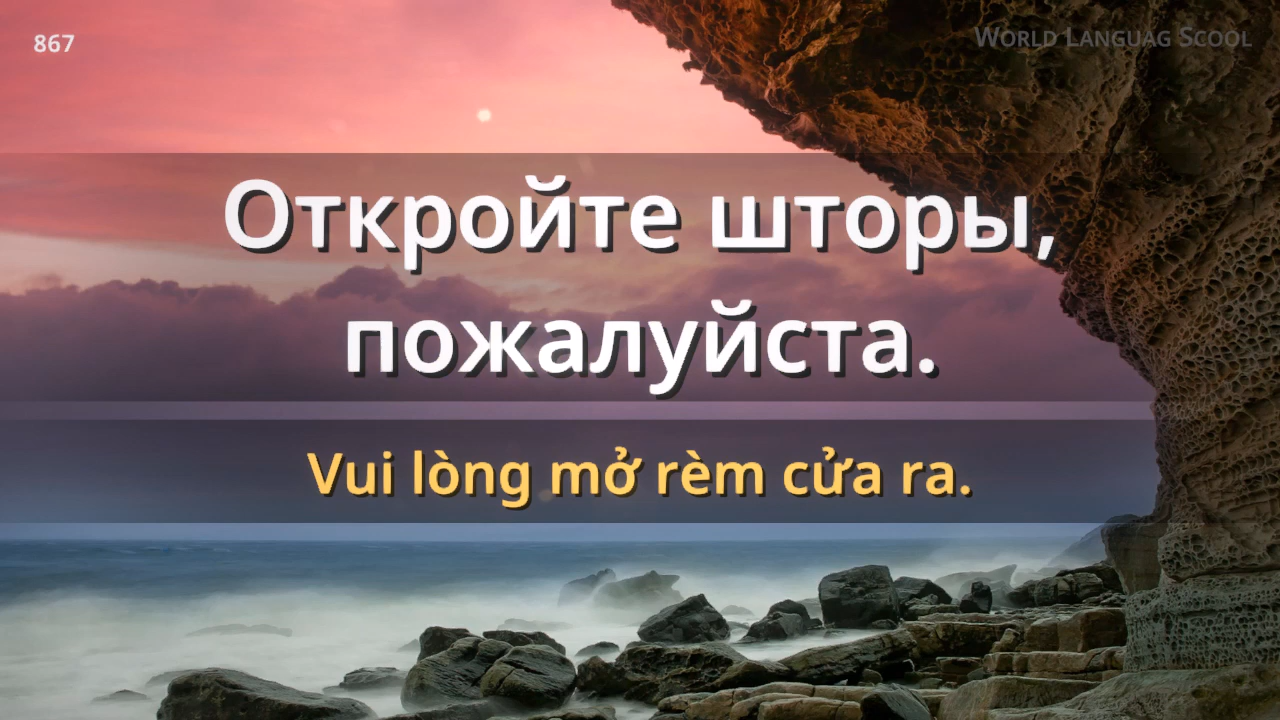 867
World Languag Scool
Откройте шторы,
пожалуйста.
Vui lòng mở rèm cửa ra.